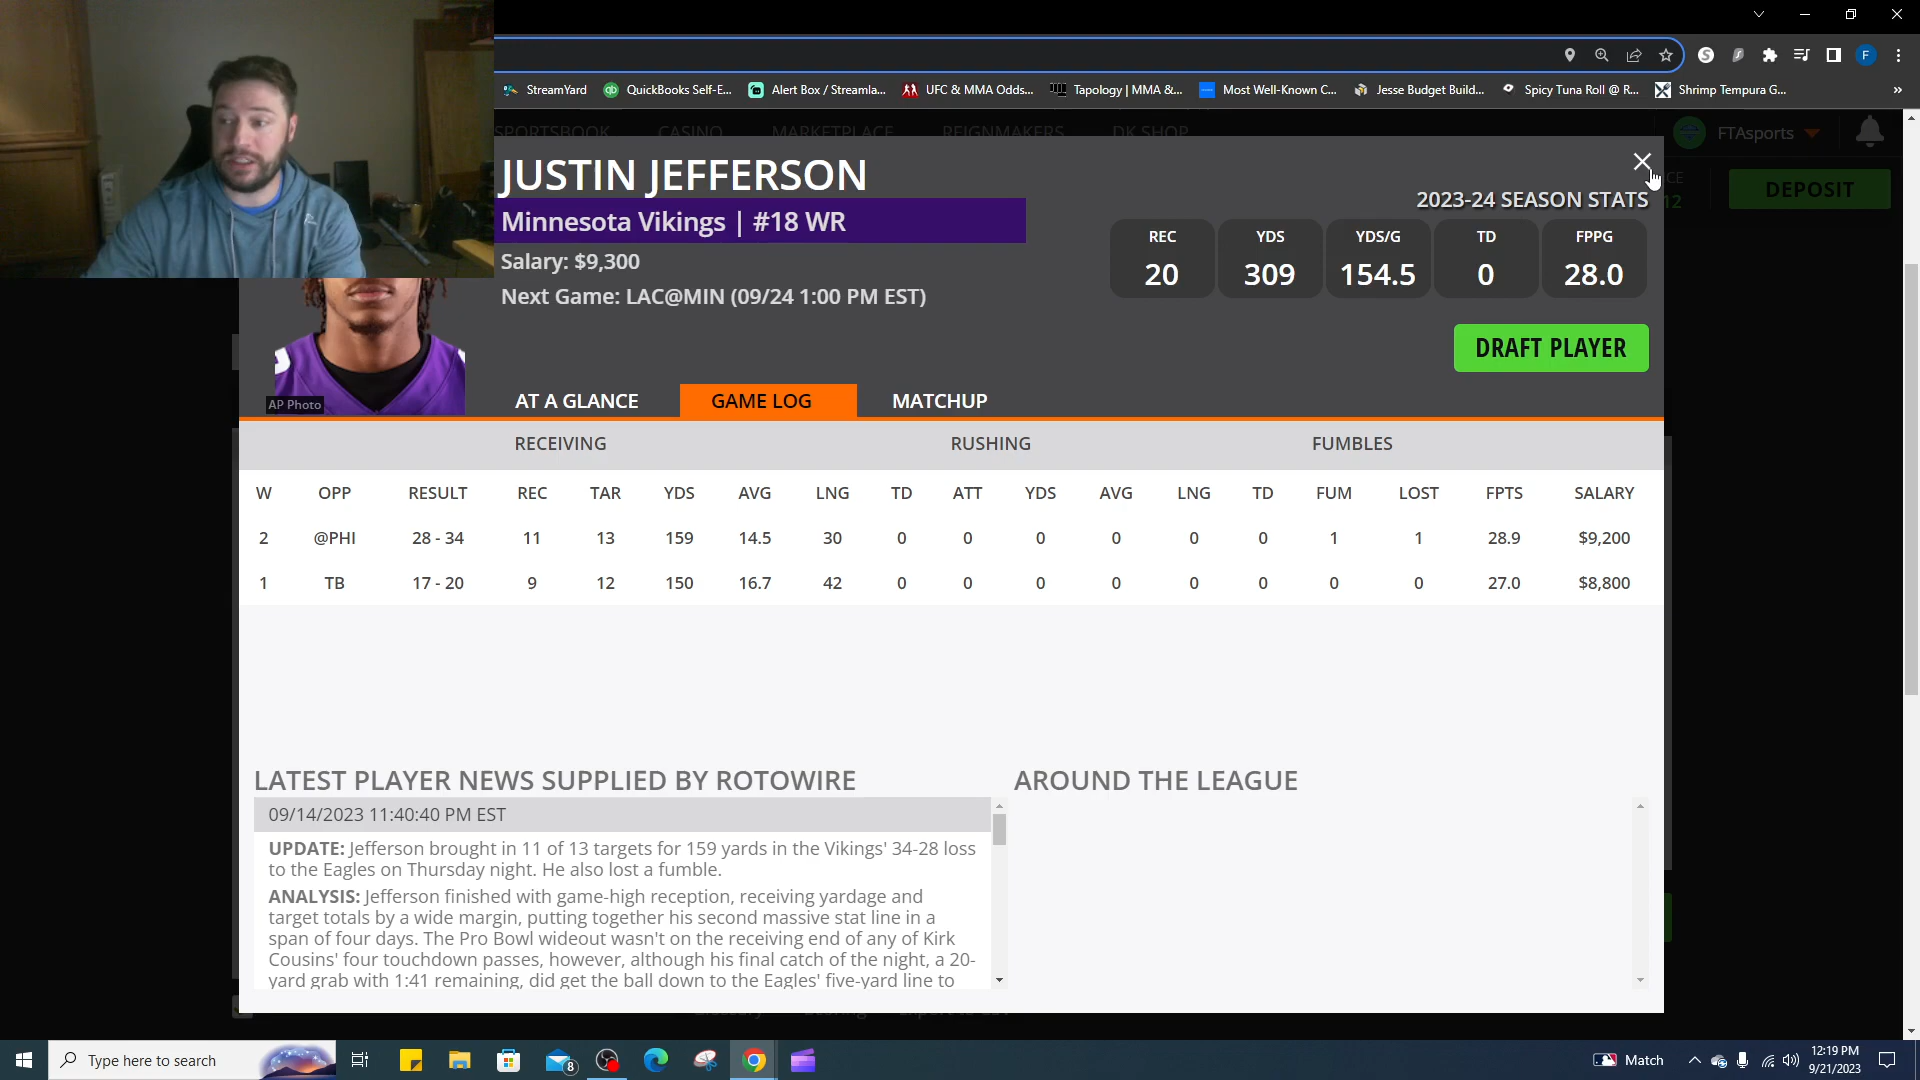 StreamYard QuickBooks Self-E... Alert Box / Streamla... UFC & MMA Odds... Tapology | MMA &... Most Well-Known C... Jesse Budget Build... Spicy Tuna Roll @ R... Shrimp Tempura G... »
SPORTSBOOK CASINO MARKETPLACE REIGNMAKERS DK SHOP FTAsports
JUSTIN JEFFERSON
Minnesota Vikings | #18 WR
Salary: $9,300
Next Game: LAC@MIN (09/24 1:00 PM EST)
2023-24 SEASON STATS
REC YDS YDS/G TD FPPG
20 309 154.5 0 28.0
DEPOSIT
DRAFT PLAYER
AP Photo
AT A GLANCE GAME LOG MATCHUP
RECEIVING RUSHING FUMBLES
W OPP RESULT REC TAR YDS AVG LNG TD ATT YDS AVG LNG TD FUM LOST FPTS SALARY
2 @PHI 28 - 34 11 13 159 14.5 30 0 0 0 0 0 0 1 1 28.9 $9,200
1 TB 17 - 20 9 12 150 16.7 42 0 0 0 0 0 0 0 0 27.0 $8,800
LATEST PLAYER NEWS SUPPLIED BY ROTOWIRE
09/14/2023 11:40:40 PM EST
UPDATE: Jefferson brought in 11 of 13 targets for 159 yards in the Vikings' 34-28 loss
to the Eagles on Thursday night. He also lost a fumble.
ANALYSIS: Jefferson finished with game-high reception, receiving yardage and
target totals by a wide margin, putting together his second massive stat line in a
span of four days. The Pro Bowl wideout wasn't on the receiving end of any of Kirk
Cousins' four touchdown passes, however, although his final catch of the night, a 20-
yard grab with 1:41 remaining, did get the ball down to the Eagles' five-yard line to
AROUND THE LEAGUE
Type here to search
8
Match
12:19 PM
9/21/2023